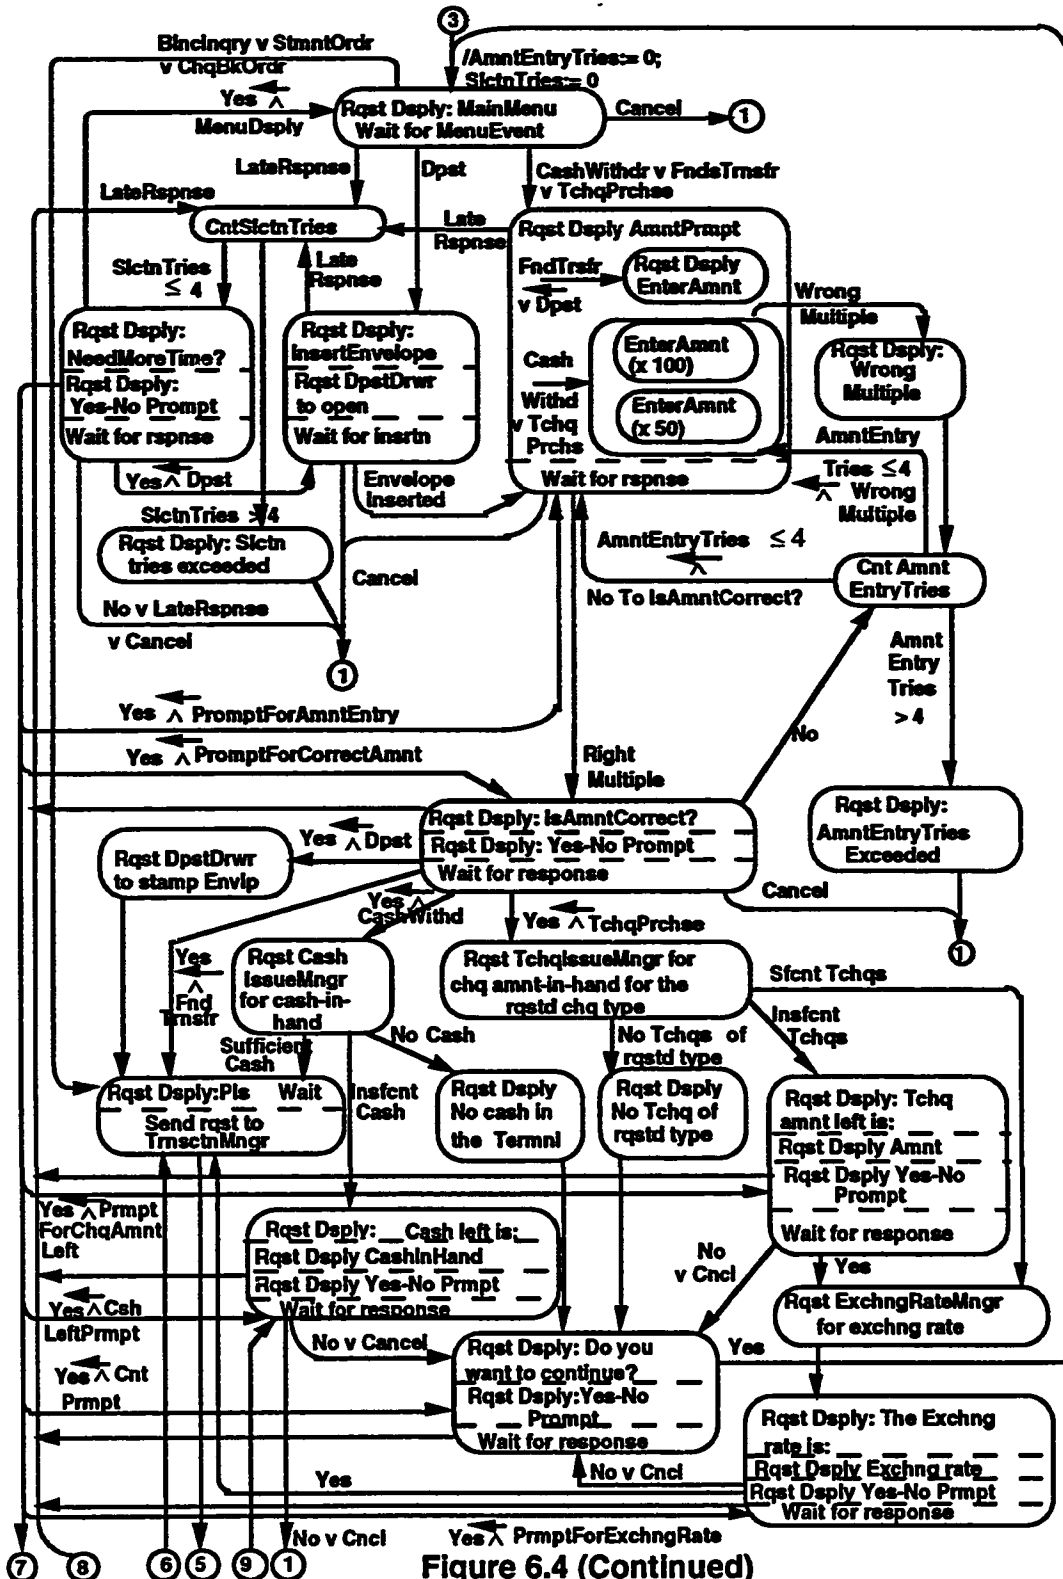 3
Blncinqry v StmntOrdr
v ChqBkOrdr
/AmntEntryTries:= 0;
SlctnTries:= 0
Yes ^
MenuDsply
Rqst Dsply: MainMenu
Wait for MenuEvent
Cancel
1
LateRspnse
Dpst
CashWithdr v FndsTrnsfr
v TchqPrchse
LateRspnse
CntSlctnTries
Late
Rspnse
Rqst Dsply AmntPrmpt
SlctnTries
≤ 4
Late
Rspnse
FndTrsfr
v Dpst
Rqst Dsply
EnterAmnt
Wrong
Multiple
Rqst Dsply:
NeedMoreTime?
Rqst Dsply:
Yes-No Prompt
Wait for rspnse
Rqst Dsply:
InsertEnvelope
Rqst DpstDrwr
to open
Wait for insrtn
Cash
Withd
v Tchq
Prchs
EnterAmnt
(x 100)
EnterAmnt
(x 50)
Wait for rspnse
Rqst Dsply:
Wrong
Multiple
AmntEntry
Tries ≤4
^ Wrong
Multiple
Yes ^ Dpst
Envelope
Inserted
SlctnTries >4
Rqst Dsply: Slctn
tries exceeded
Cancel
AmntEntryTries ≤ 4
^
No To IsAmntCorrect?
Cnt Amnt
EntryTries
No v LateRspnse
v Cancel
1
Amnt
Entry
Tries
> 4
Yes ^ PromptForAmntEntry
Yes ^ PromptForCorrectAmnt
Right
Multiple
No
Rqst Dsply: IsAmntCorrect?
Rqst Dsply: Yes-No Prompt
Wait for response
Rqst Dsply:
AmntEntryTries
Exceeded
Yes ^ Dpst
Rqst DpstDrwr
to stamp Envlp
Yes ^
CashWithd
Yes ^ TchqPrchse
Cancel
1
Yes
^
Fnd
Trnsfr
Rqst Cash
IssueMngr
for cash-in-
hand
Rqst TchqIssueMngr for
chq amnt-in-hand for the
rqstd chq type
Sfcnt Tchqs
Insfcnt
Tchqs
No Cash
No Tchqs of
rqstd type
Sufficient
Cash
Insfcnt
Cash
Rqst Dsply:Pls Wait
Send rqst to
TrnsctnMngr
Rqst Dsply
No cash in
the Termnl
Rqst Dsply
No Tchq of
rqstd type
Rqst Dsply: Tchq
amnt left is:
Rqst Dsply Amnt
Rqst Dsply Yes-No
Prompt
Wait for response
Yes ^ Prmpt
ForChqAmnt
Left
Rqst Dsply: Cash left is:
Rqst Dsply CashInHand
Rqst Dsply Yes-No Prmpt
Wait for response
No
v Cncl
Yes
Yes ^ Csh
LeftPrmpt
Rqst ExchngRateMngr
for exchng rate
No v Cancel
Rqst Dsply: Do you
want to continue?
Rqst Dsply:Yes-No
Prompt
Wait for response
Yes
Yes ^ Cnt
Prmpt
Rqst Dsply: The Exchng
rate is:
Rqst Dsply Exchng rate
Rqst Dsply Yes-No Prmpt
Wait for response
Yes
No v Cncl
No v Cncl
Yes ^ PrmptForExchngRate
7
8
6
5
9
1
Figure 6.4 (Continued)